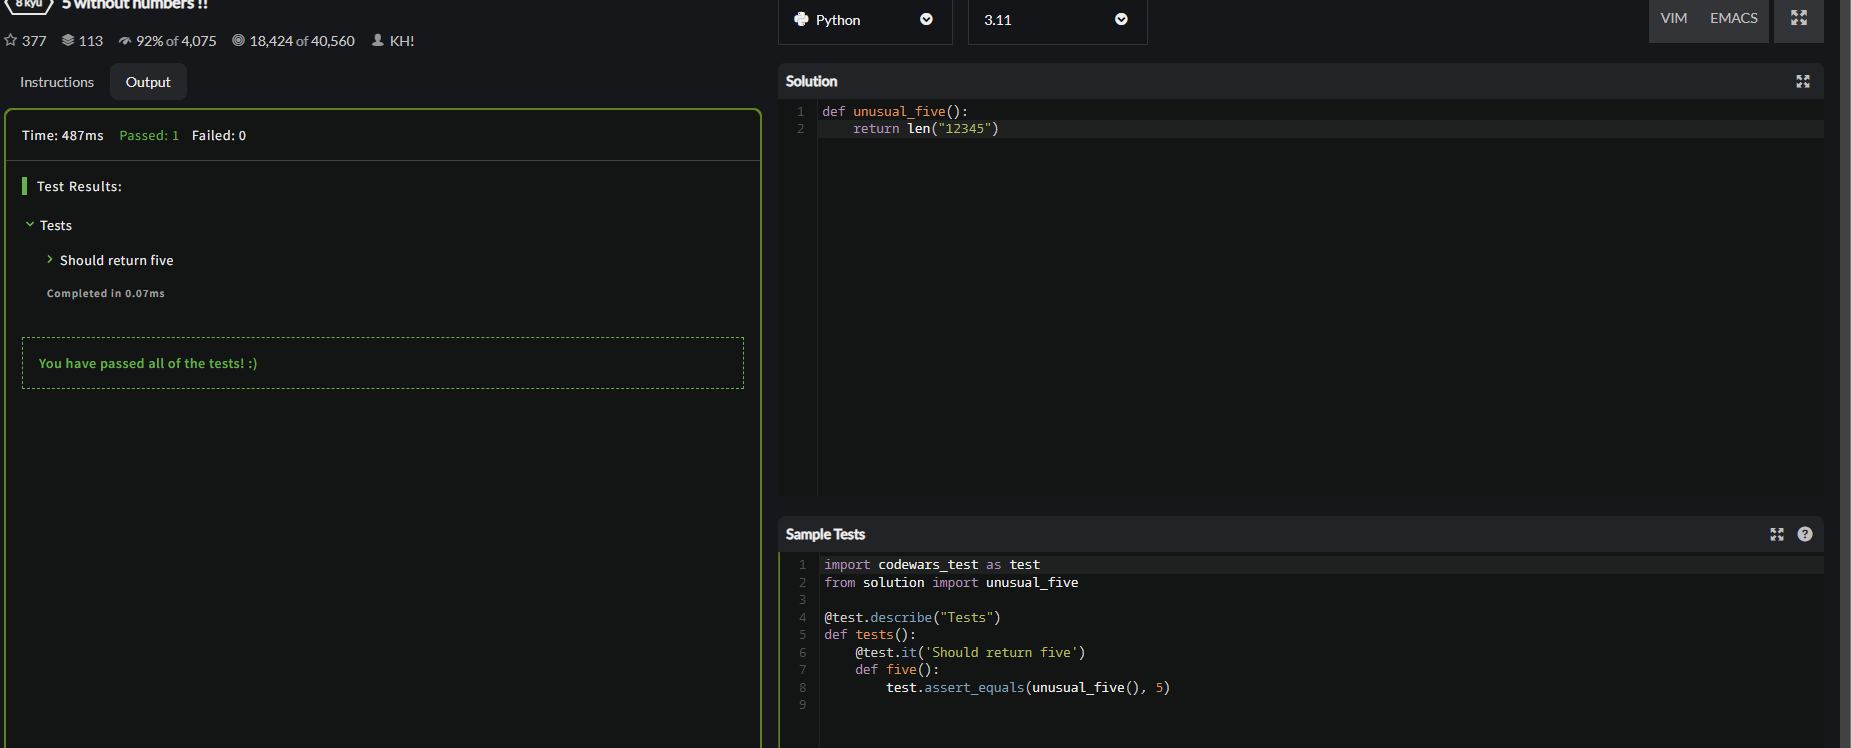 8 kyu 5 without numbers !!
377 113 92% of 4,075 18,424 of 40,560 KH!
Instructions Output
Time: 487ms Passed: 1 Failed: 0
Test Results:
Tests
Should return five
Completed in 0.07ms
You have passed all of the tests! :)
Python 3.11 VIM EMACS
Solution
1 def unusual_five():
2     return len("12345")
Sample Tests
?
1 import codewars_test as test
2 from solution import unusual_five
3
4 @test.describe("Tests")
5 def tests():
6     @test.it('Should return five')
7     def five():
8         test.assert_equals(unusual_five(), 5)
9